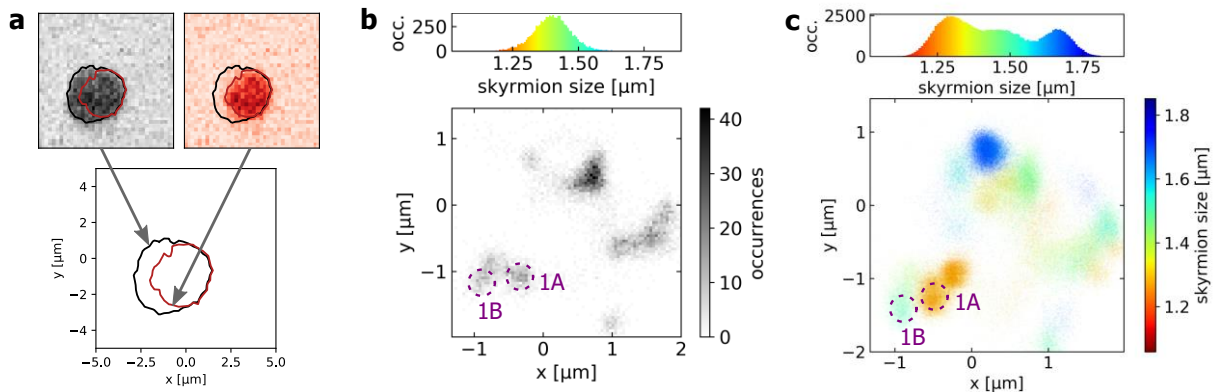 a
y [μm]
4
2
0
−2
−4
−5.0 −2.5 0.0 2.5 5.0
x [μm]
b
occ.
2500
0
1.25 1.50 1.75
skyrmion size [μm]
y [μm]
1
0
−1
1B
1A
−1 0 1 2
x [μm]
40
30
20
10
0
occurrences
c
occ.
2500
0
1.25 1.50 1.75
skyrmion size [μm]
y [μm]
1
0
−1
−2
1A
1B
−1 0 1
x [μm]
1.8
1.6
1.4
1.2
skyrmion size [μm]